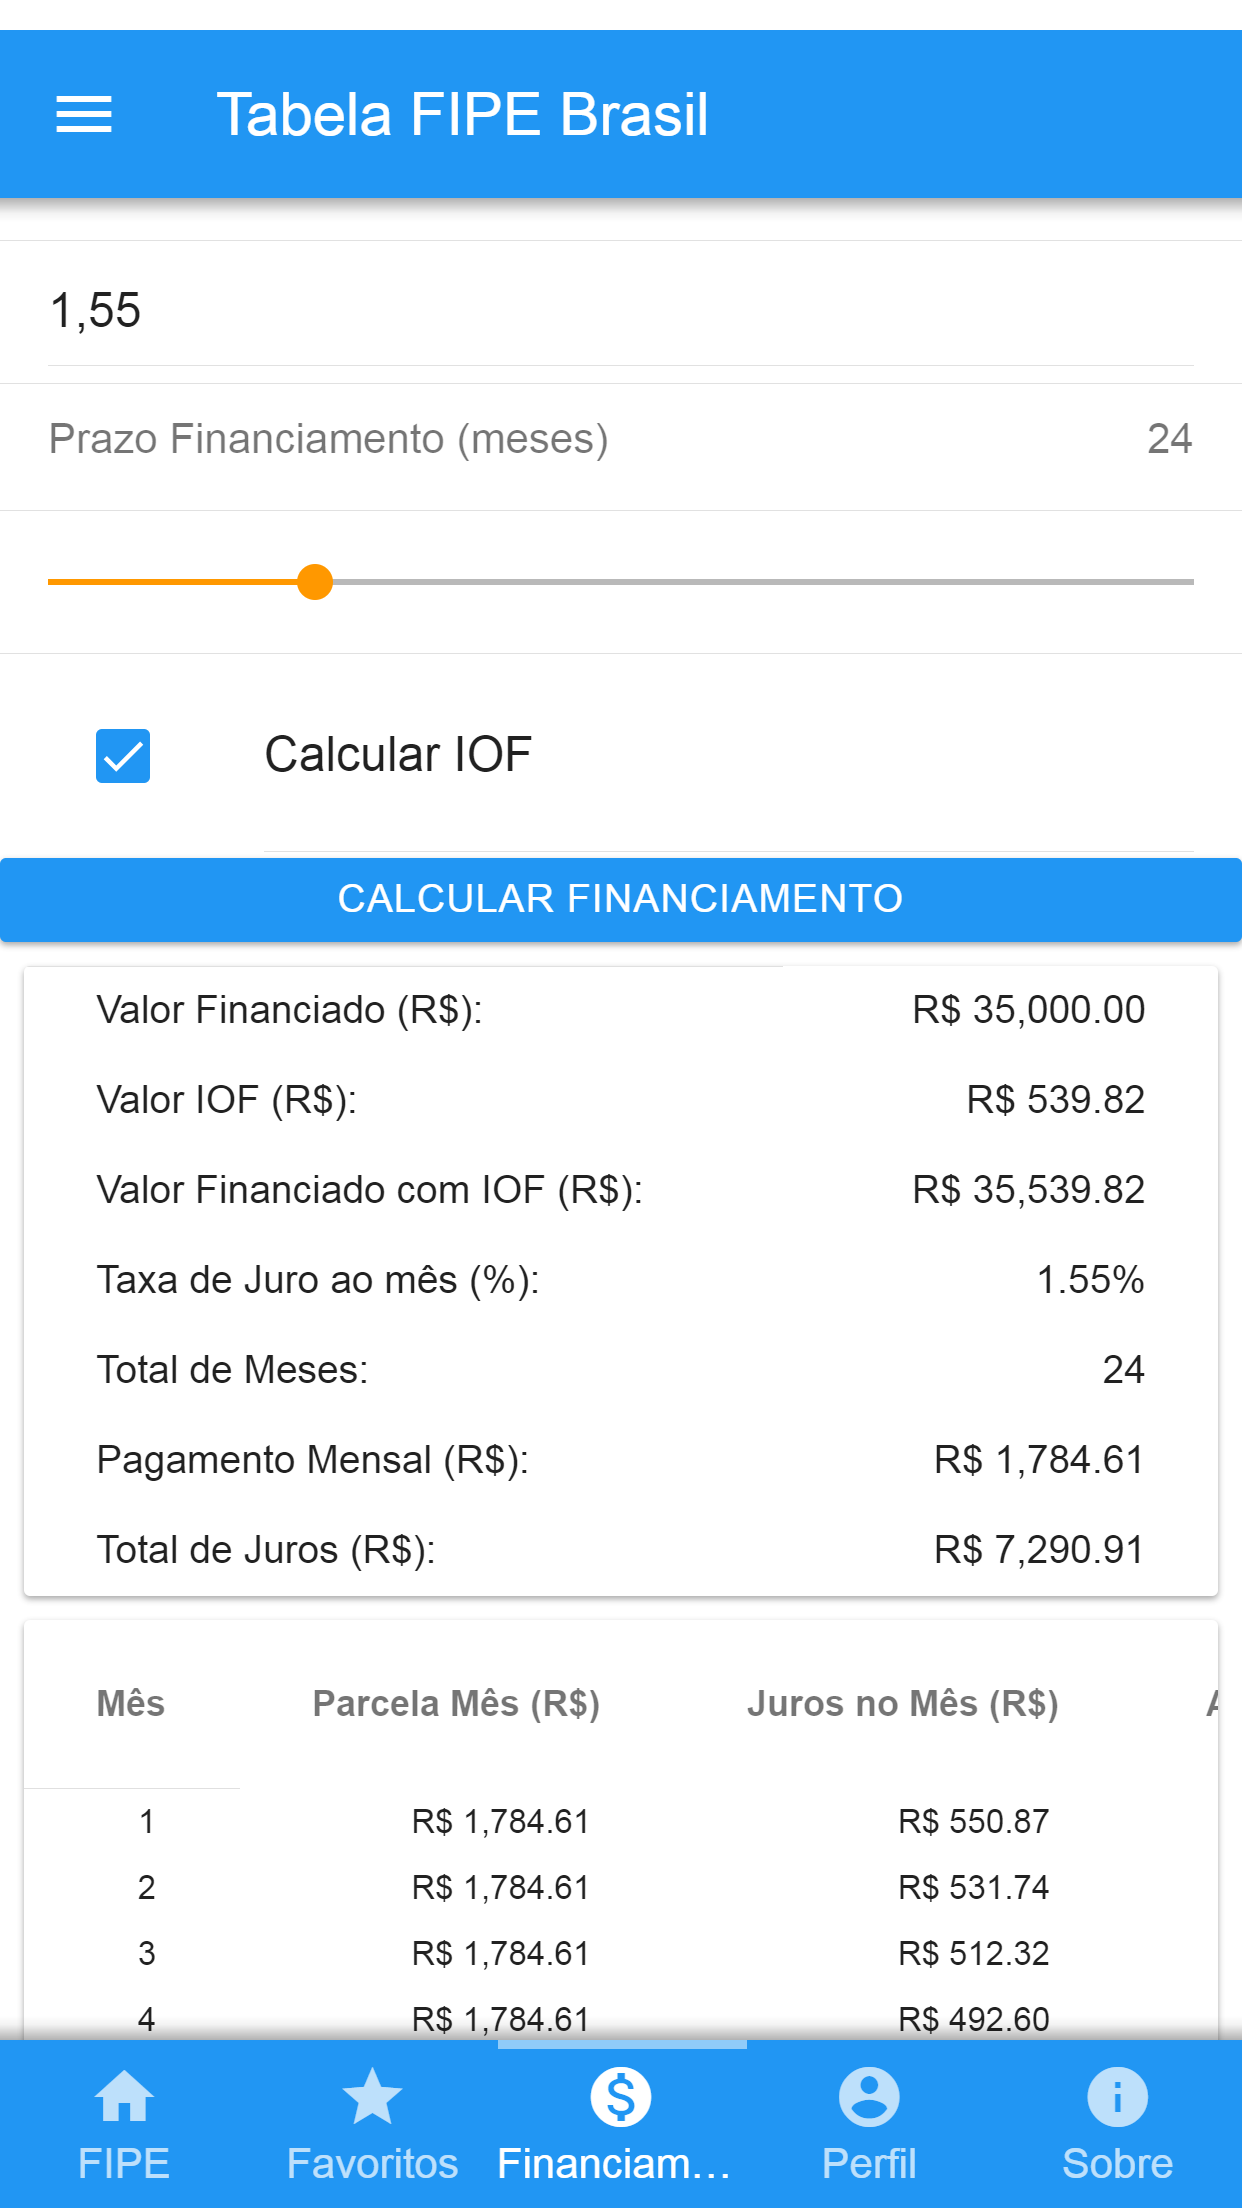 Tabela FIPE Brasil
1,55
Prazo Financiamento (meses) 24
Calcular IOF
CALCULAR FINANCIAMENTO
Valor Financiado (R$): R$ 35,000.00
Valor IOF (R$): R$ 539.82
Valor Financiado com IOF (R$): R$ 35,539.82
Taxa de Juro ao mês (%): 1.55%
Total de Meses: 24
Pagamento Mensal (R$): R$ 1,784.61
Total de Juros (R$): R$ 7,290.91
Mês Parcela Mês (R$) Juros no Mês (R$)
1 R$ 1,784.61 R$ 550.87
2 R$ 1,784.61 R$ 531.74
3 R$ 1,784.61 R$ 512.32
4 R$ 1,784.61 R$ 492.60
FIPE Favoritos Financiam... Perfil Sobre